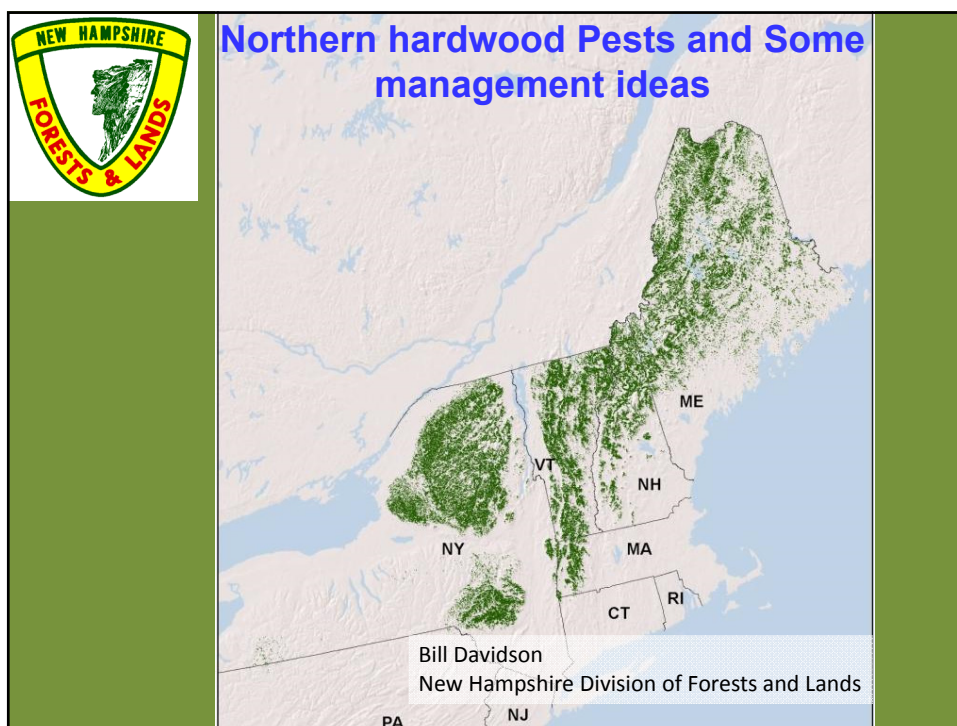 NEW HAMPSHIRE
FORESTS & LANDS
Northern hardwood Pests and Some
management ideas
ME
VT
NH
NY
MA
CT
RI
Bill Davidson
New Hampshire Division of Forests and Lands
PA
NJ